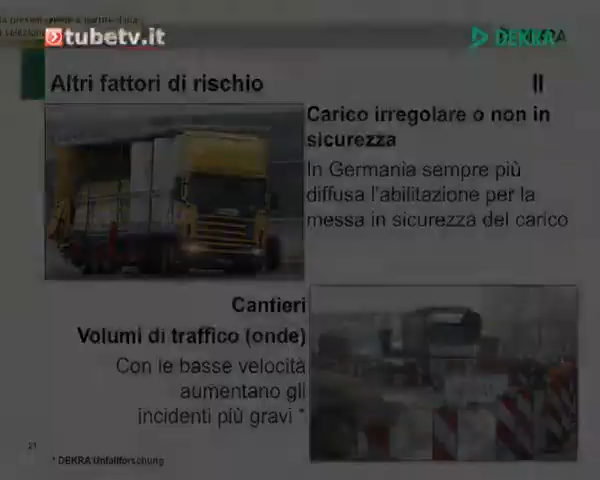 tubetv.it
DEKRA
Altri fattori di rischio II
Carico irregolare o non in
sicurezza
In Germania sempre più
diffusa l'abilitazione per la
messa in sicurezza del carico
Cantieri
Volumi di traffico (onde)
Con le basse velocità
aumentano gli
incidenti più gravi *
21
* DEKRA Unfallforschung